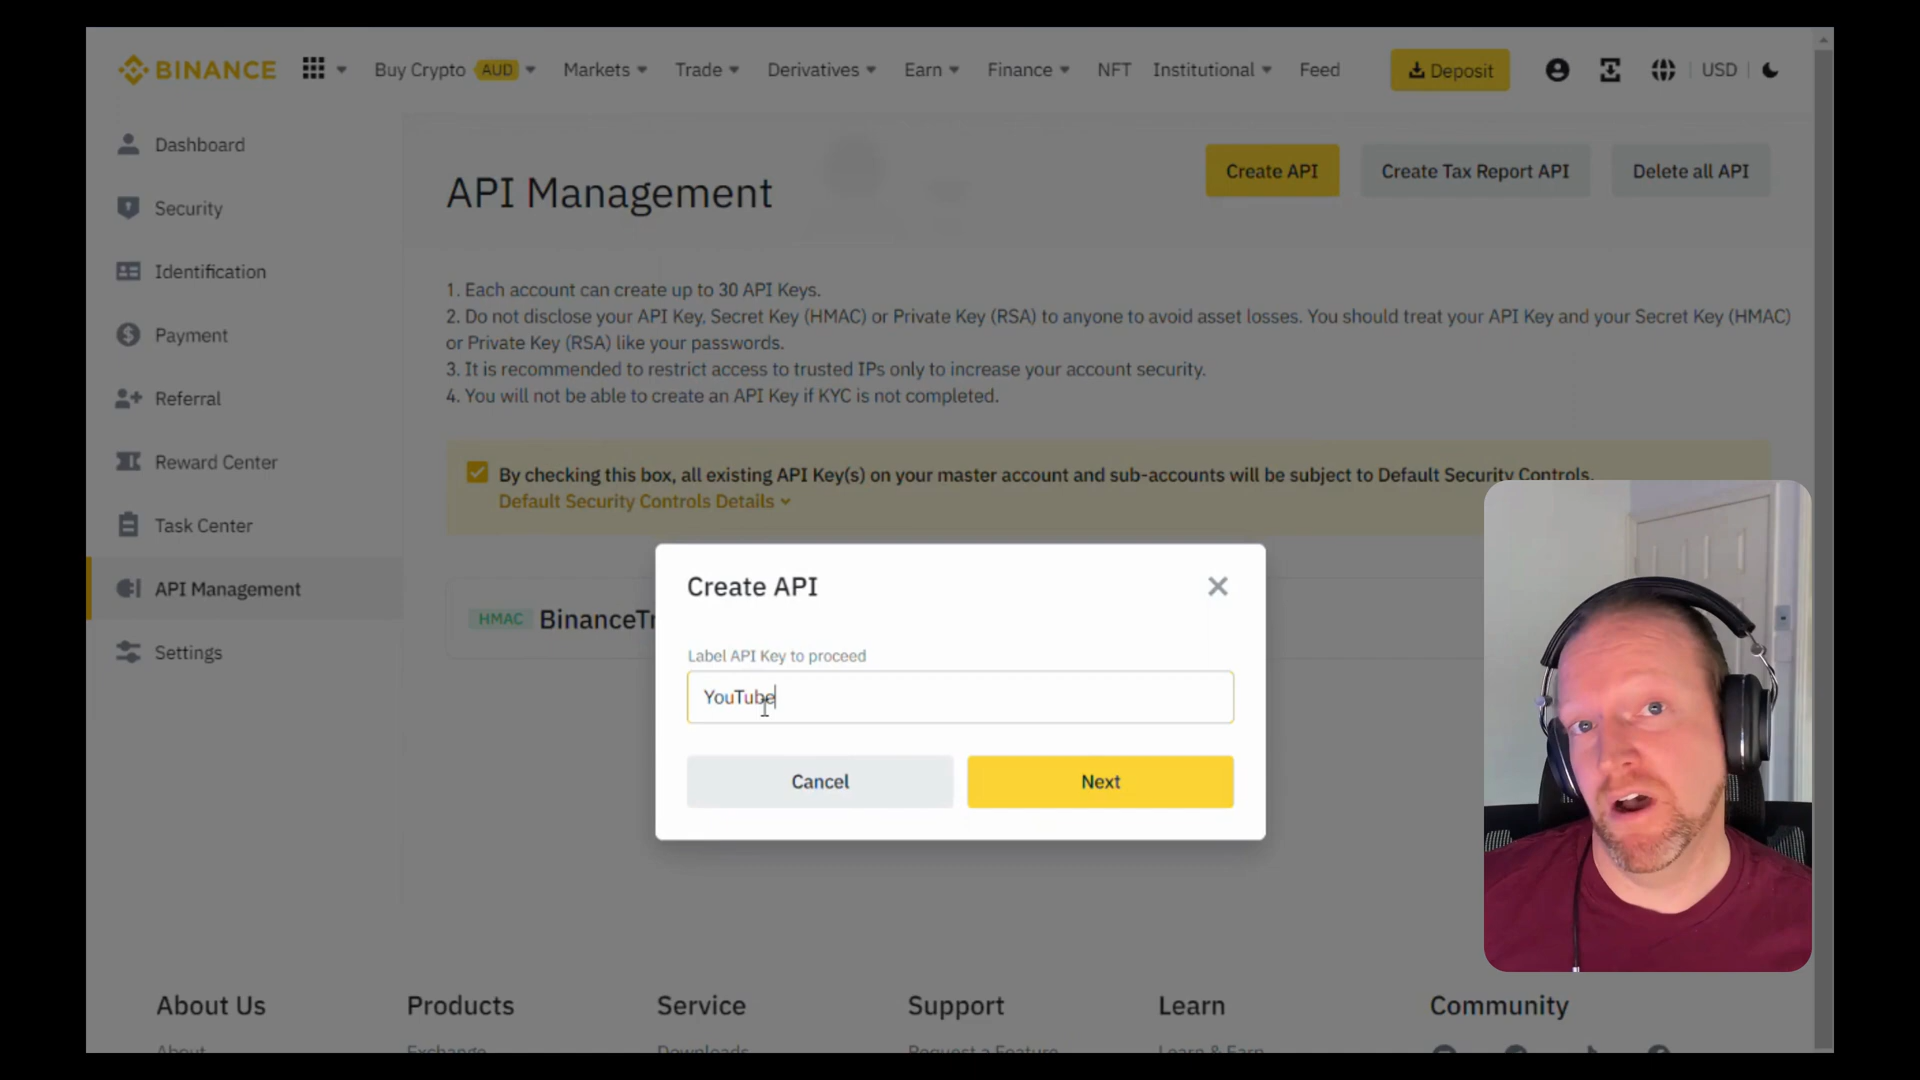 BINANCE
Buy Crypto AUD
Markets
Trade
Derivatives
Earn
Finance
NFT
Institutional
Feed
Deposit
USD
Dashboard
Security
Identification
Payment
Referral
Reward Center
Task Center
API Management
Settings
API Management
Create API
Create Tax Report API
Delete all API
1. Each account can create up to 30 API Keys.
2. Do not disclose your API Key, Secret Key (HMAC) or Private Key (RSA) to anyone to avoid asset losses. You should treat your API Key and your Secret Key (HMAC)
or Private Key (RSA) like your passwords.
3. It is recommended to restrict access to trusted IPs only to increase your account security.
4. You will not be able to create an API Key if KYC is not completed.
By checking this box, all existing API Key(s) on your master account and sub-accounts will be subject to Default Security Controls.
Default Security Controls Details
HMAC BinanceTr
Create API
Label API Key to proceed
YouTube
Cancel
Next
About Us
Products
Service
Support
Learn
Community
About
Exchange
Downloads
Request a Feature
Learn & Earn